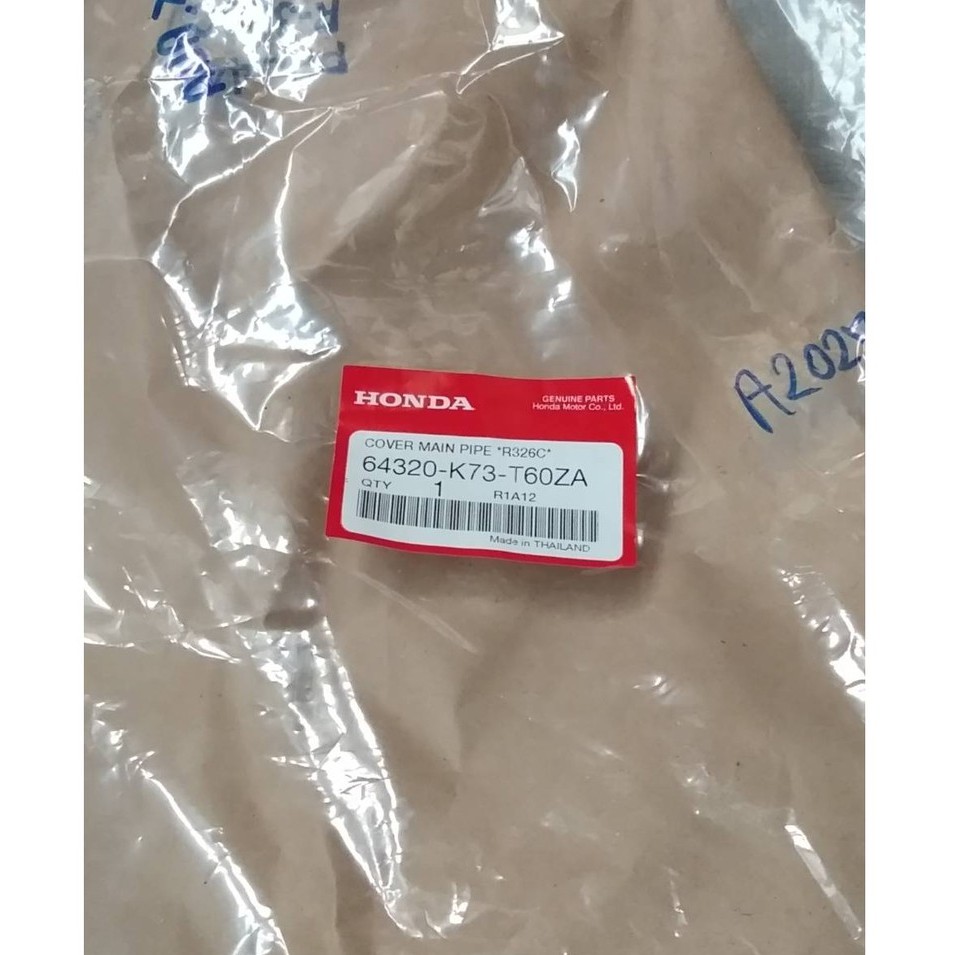 HONDA
GENUINE PARTS
Honda Motor Co., Ltd.
COVER MAIN PIPE *R326C*
64320-K73-T60ZA
QTY 1 R1A12
Made in THAILAND